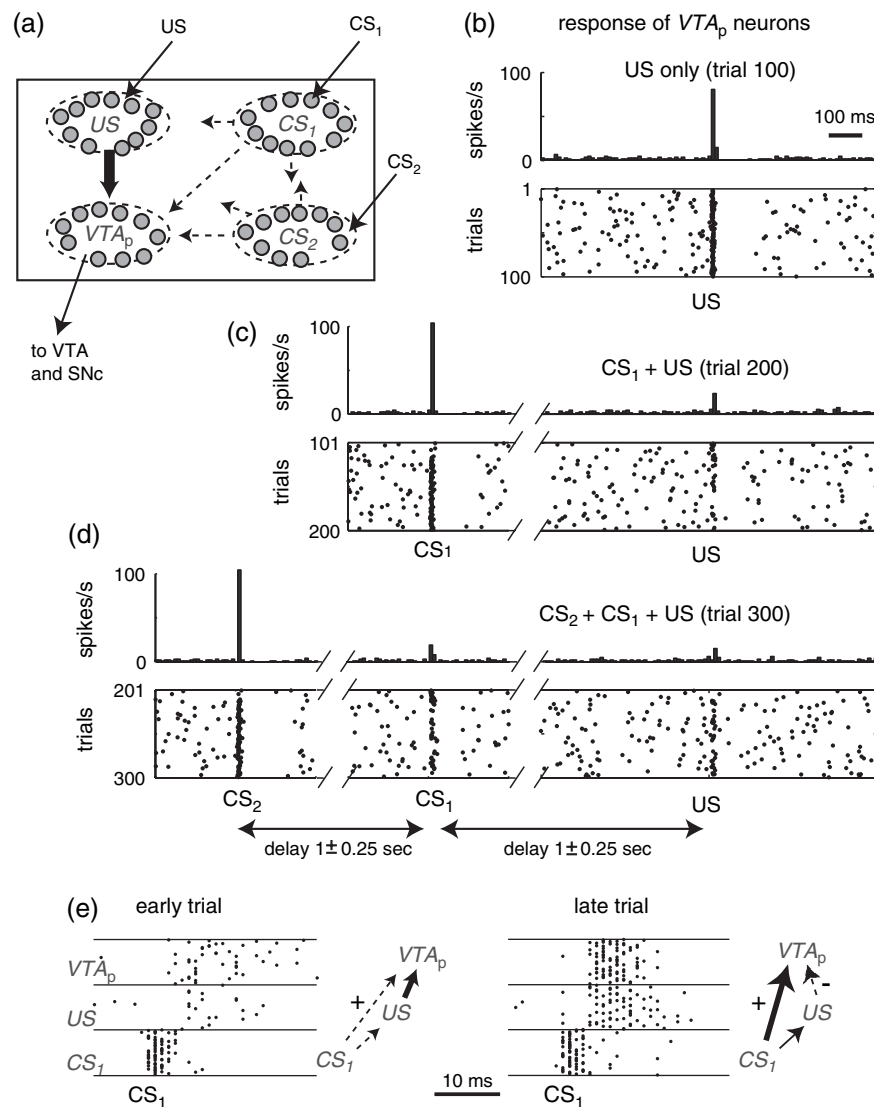 (a)
US
CS1
US
CS1
CS2
VTAp
CS2
to VTA
and SNc
(b)
response of VTAp neurons
US only (trial 100)
100
spikes/s
0
100 ms
1
trials
100
US
(c)
100
spikes/s
0
CS1 + US (trial 200)
101
trials
200
CS1
US
(d)
100
spikes/s
0
CS2 + CS1 + US (trial 300)
201
trials
300
CS2
CS1
US
delay 1± 0.25 sec
delay 1± 0.25 sec
(e)
early trial
late trial
VTAp
US
CS1
CS1
VTAp
+
US
CS1
10 ms
CS1
VTAp
+
-
US
CS1